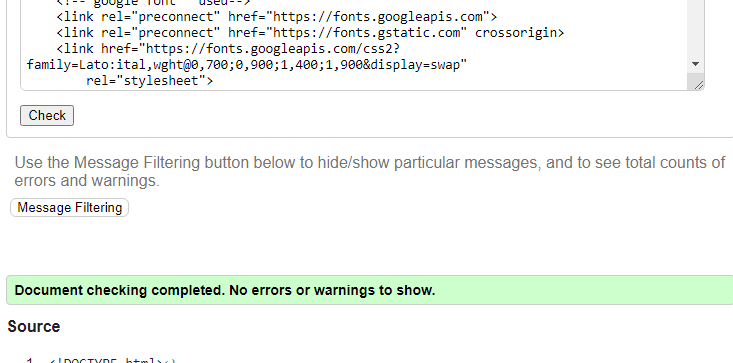 <!-- google font   used-->
<link rel="preconnect" href="https://fonts.googleapis.com">
<link rel="preconnect" href="https://fonts.gstatic.com" crossorigin>
<link href="https://fonts.googleapis.com/css2?
family=Lato:ital,wght@0,700;0,900;1,400;1,900&display=swap"
rel="stylesheet">
Check
Use the Message Filtering button below to hide/show particular messages, and to see total counts of
errors and warnings.
Message Filtering
Document checking completed. No errors or warnings to show.
Source
1. <!DOCTYPE html>